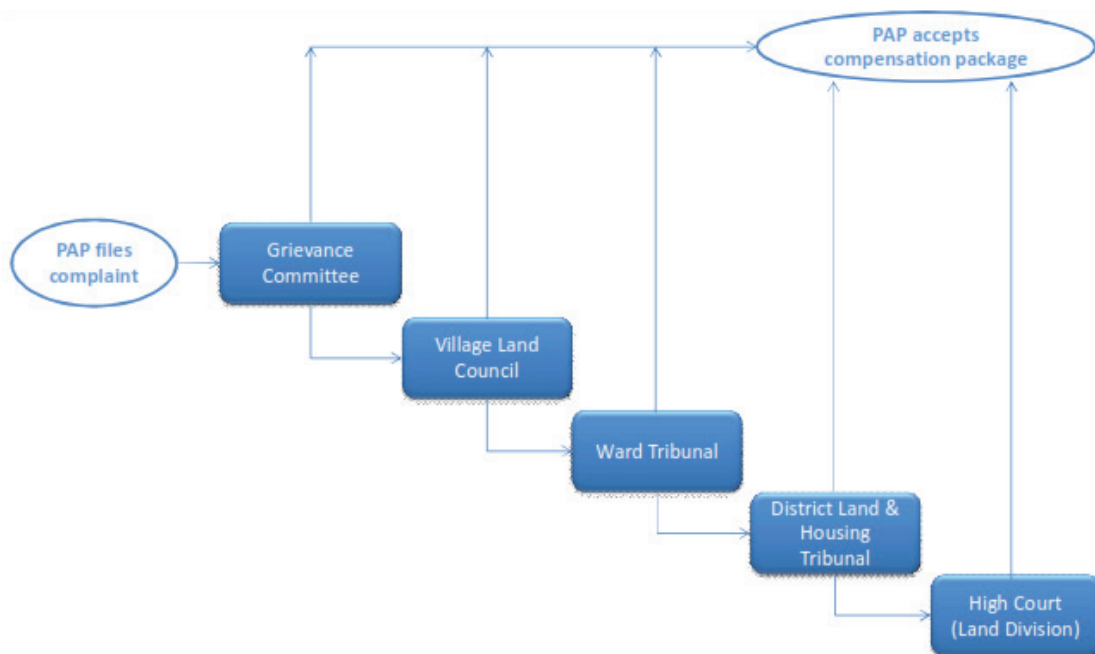 PAP accepts
compensation package
PAP files
complaint
Grievance
Committee
Village Land
Council
Ward Tribunal
District Land &
Housing
Tribunal
High Court
(Land Division)